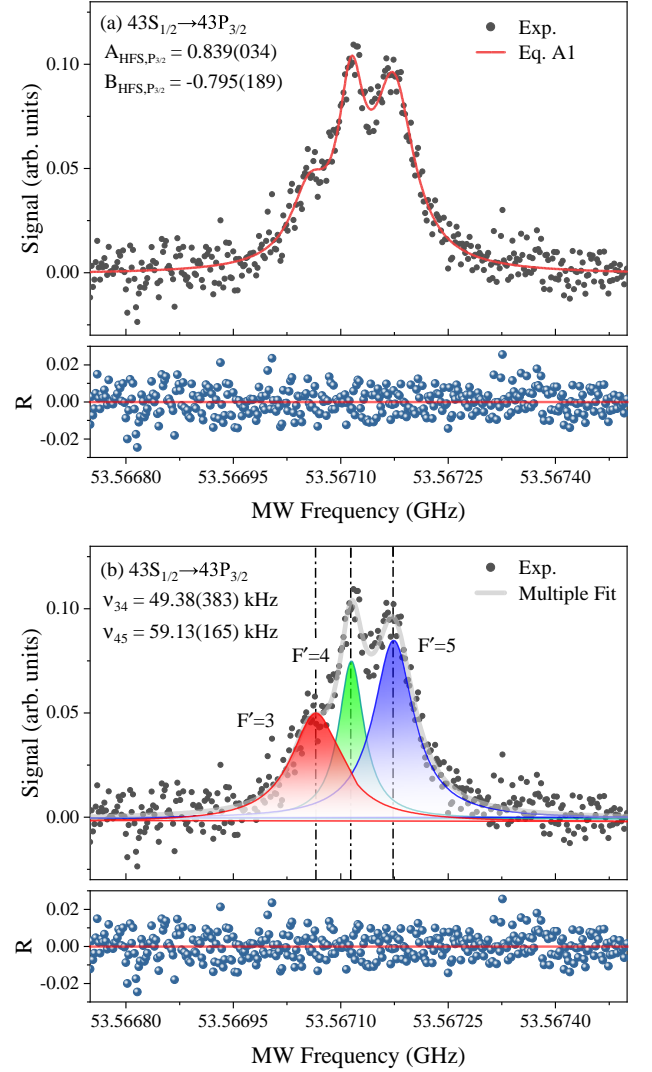 (a) 43S₁/₂→43P₃/₂
A_HFS,P₃/₂ = 0.839(034)
B_HFS,P₃/₂ = -0.795(189)
Exp.
Eq. A1
0.10
0.05
0.00
Signal (arb. units)
0.02
0.00
-0.02
R
53.56680 53.56695 53.56710 53.56725 53.56740
MW Frequency (GHz)
(b) 43S₁/₂→43P₃/₂
ν₃₄ = 49.38(383) kHz
ν₄₅ = 59.13(165) kHz
Exp.
Multiple Fit
F′=4
F′=5
F′=3
0.10
0.05
0.00
Signal (arb. units)
0.02
0.00
-0.02
R
53.56680 53.56695 53.56710 53.56725 53.56740
MW Frequency (GHz)